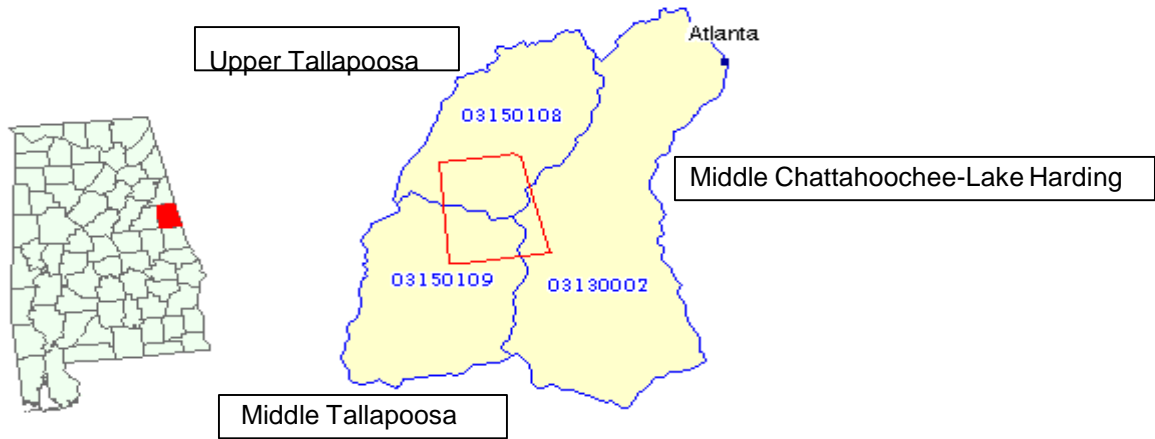 Atlanta
Upper Tallapoosa
03150108
Middle Chattahoochee-Lake Harding
03150109
03130002
Middle Tallapoosa